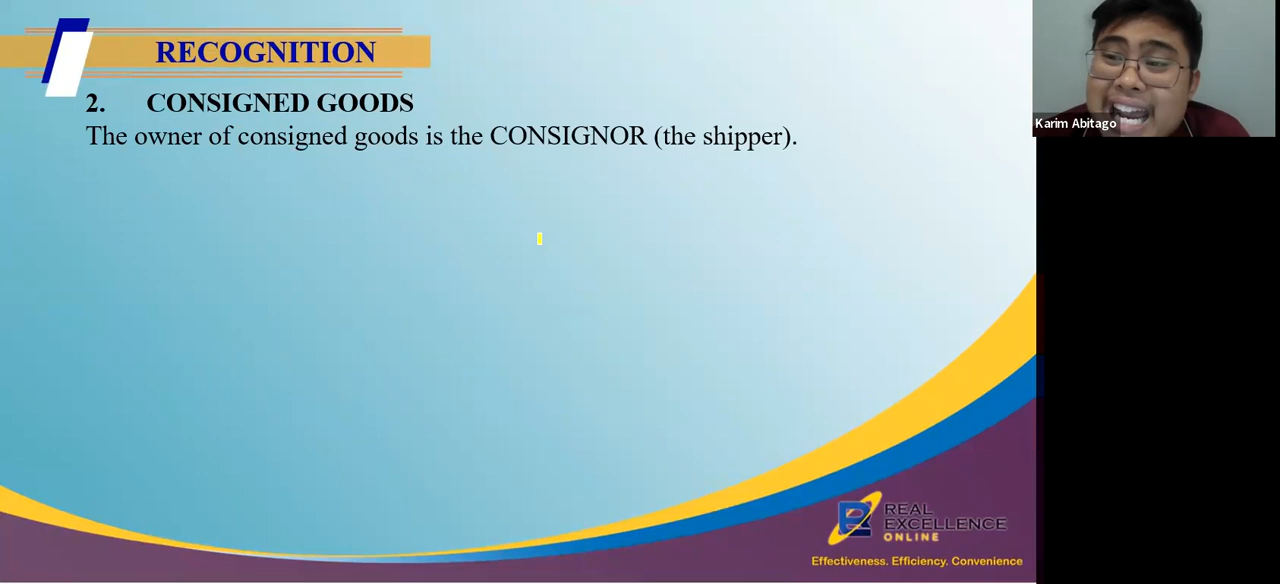 RECOGNITION
2. CONSIGNED GOODS
The owner of consigned goods is the CONSIGNOR (the shipper).
Karim Abitago
REAL
EXCELLENCE
ONLINE
Effectiveness. Efficiency. Convenience